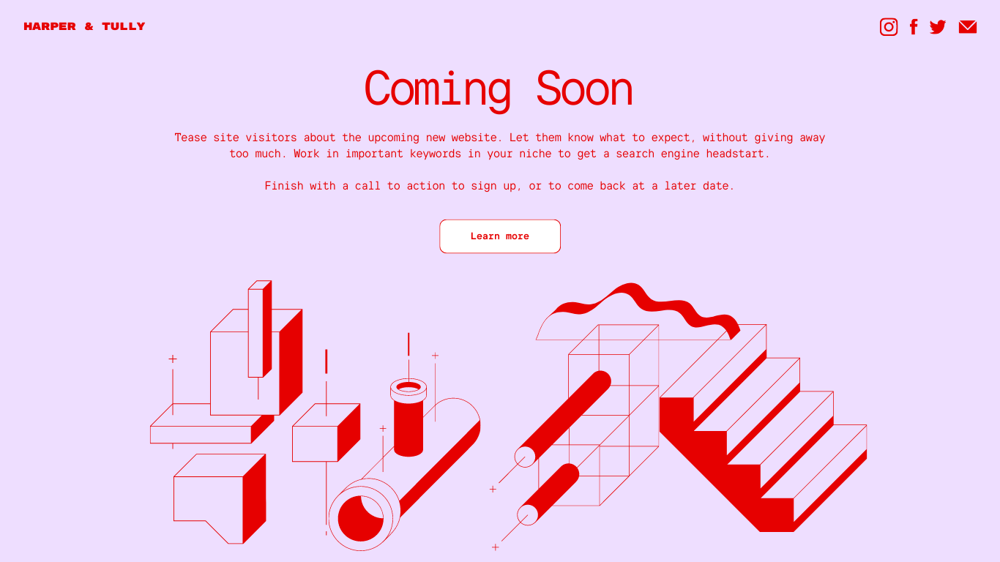 HARPER & TULLY
Coming Soon
Tease site visitors about the upcoming new website. Let them know what to expect, without giving away
too much. Work in important keywords in your niche to get a search engine headstart.
Finish with a call to action to sign up, or to come back at a later date.
Learn more